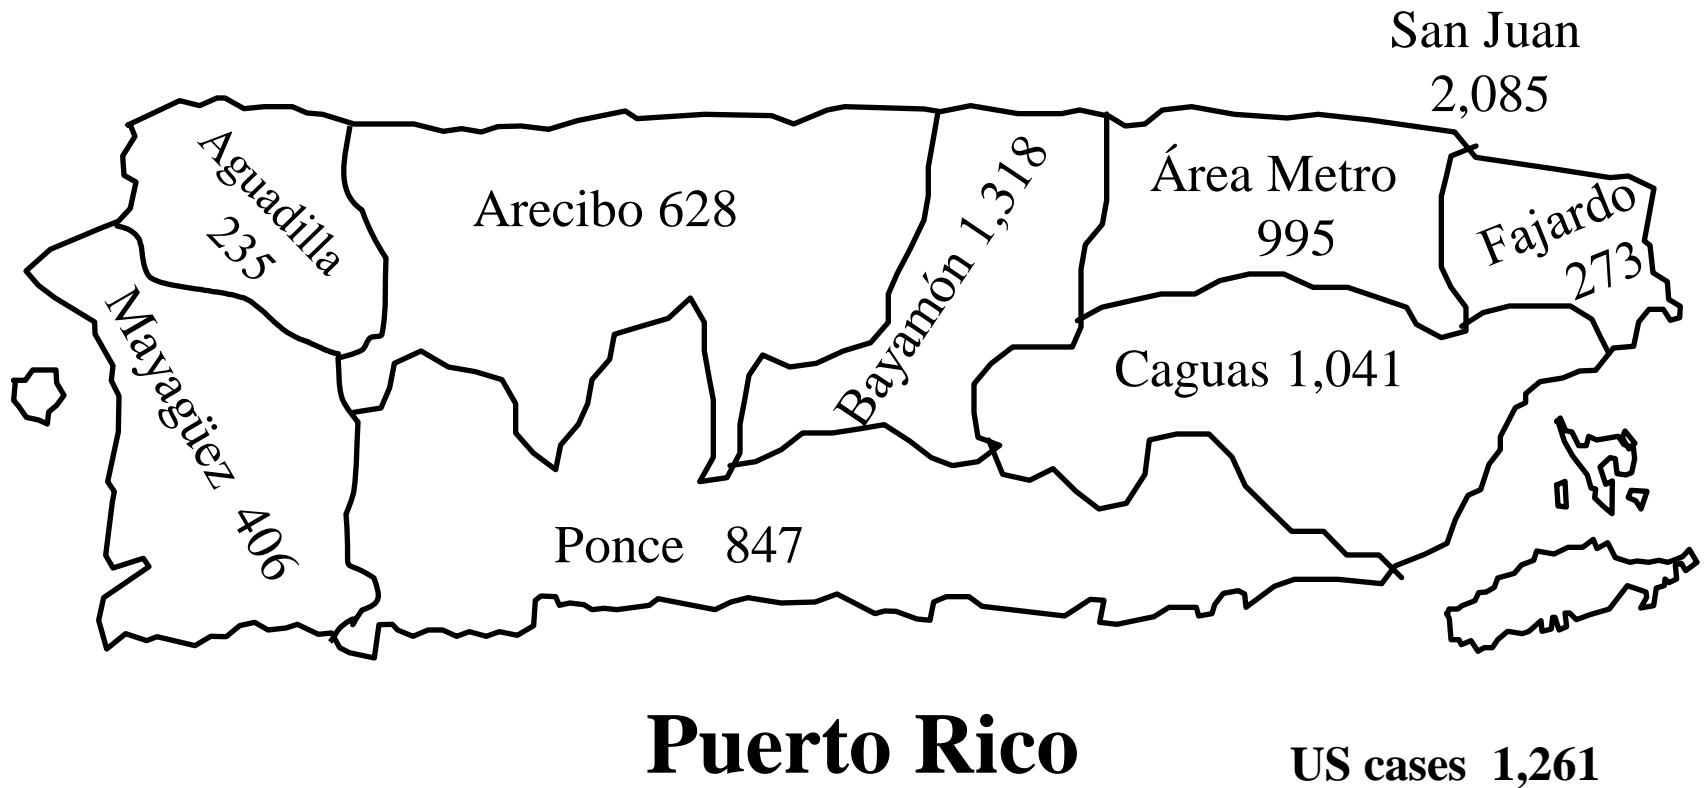 San Juan
2,085
Aguadilla
235
Arecibo 628
Bayamón 1,318
Área Metro
995
Fajardo
273
Mayagüez 406
Caguas 1,041
Ponce 847
Puerto Rico
US cases 1,261